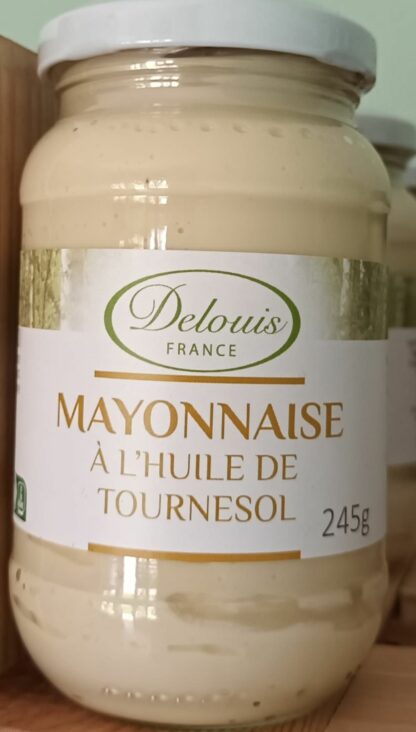 Delouis
FRANCE
MAYONNAISE
À L'HUILE DE
TOURNESOL
245g